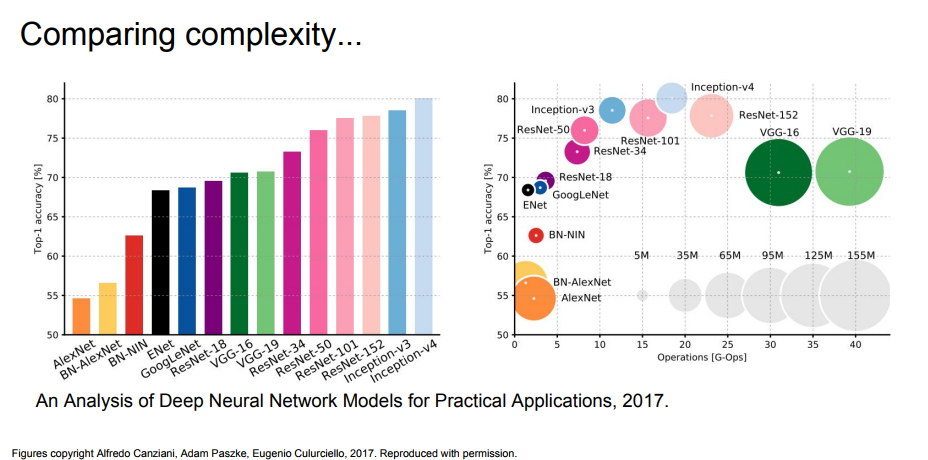 Comparing complexity...
80
75
70
65
60
55
50
Top-1 accuracy [%]
AlexNet
BN-AlexNet
BN-NIN
ENet
GoogLeNet
ResNet-18
VGG-16
VGG-19
ResNet-34
ResNet-50
ResNet-101
ResNet-152
Inception-v3
Inception-v4
80
75
70
65
60
55
50
Top-1 accuracy [%]
Inception-v4
Inception-v3
ResNet-152
ResNet-50
VGG-16
VGG-19
ResNet-101
ResNet-34
ResNet-18
GoogLeNet
ENet
BN-NIN
5M 35M 65M 95M 125M 155M
BN-AlexNet
AlexNet
0 5 10 15 20 25 30 35 40
Operations [G-Ops]
An Analysis of Deep Neural Network Models for Practical Applications, 2017.
Figures copyright Alfredo Canziani, Adam Paszke, Eugenio Culurciello, 2017. Reproduced with permission.